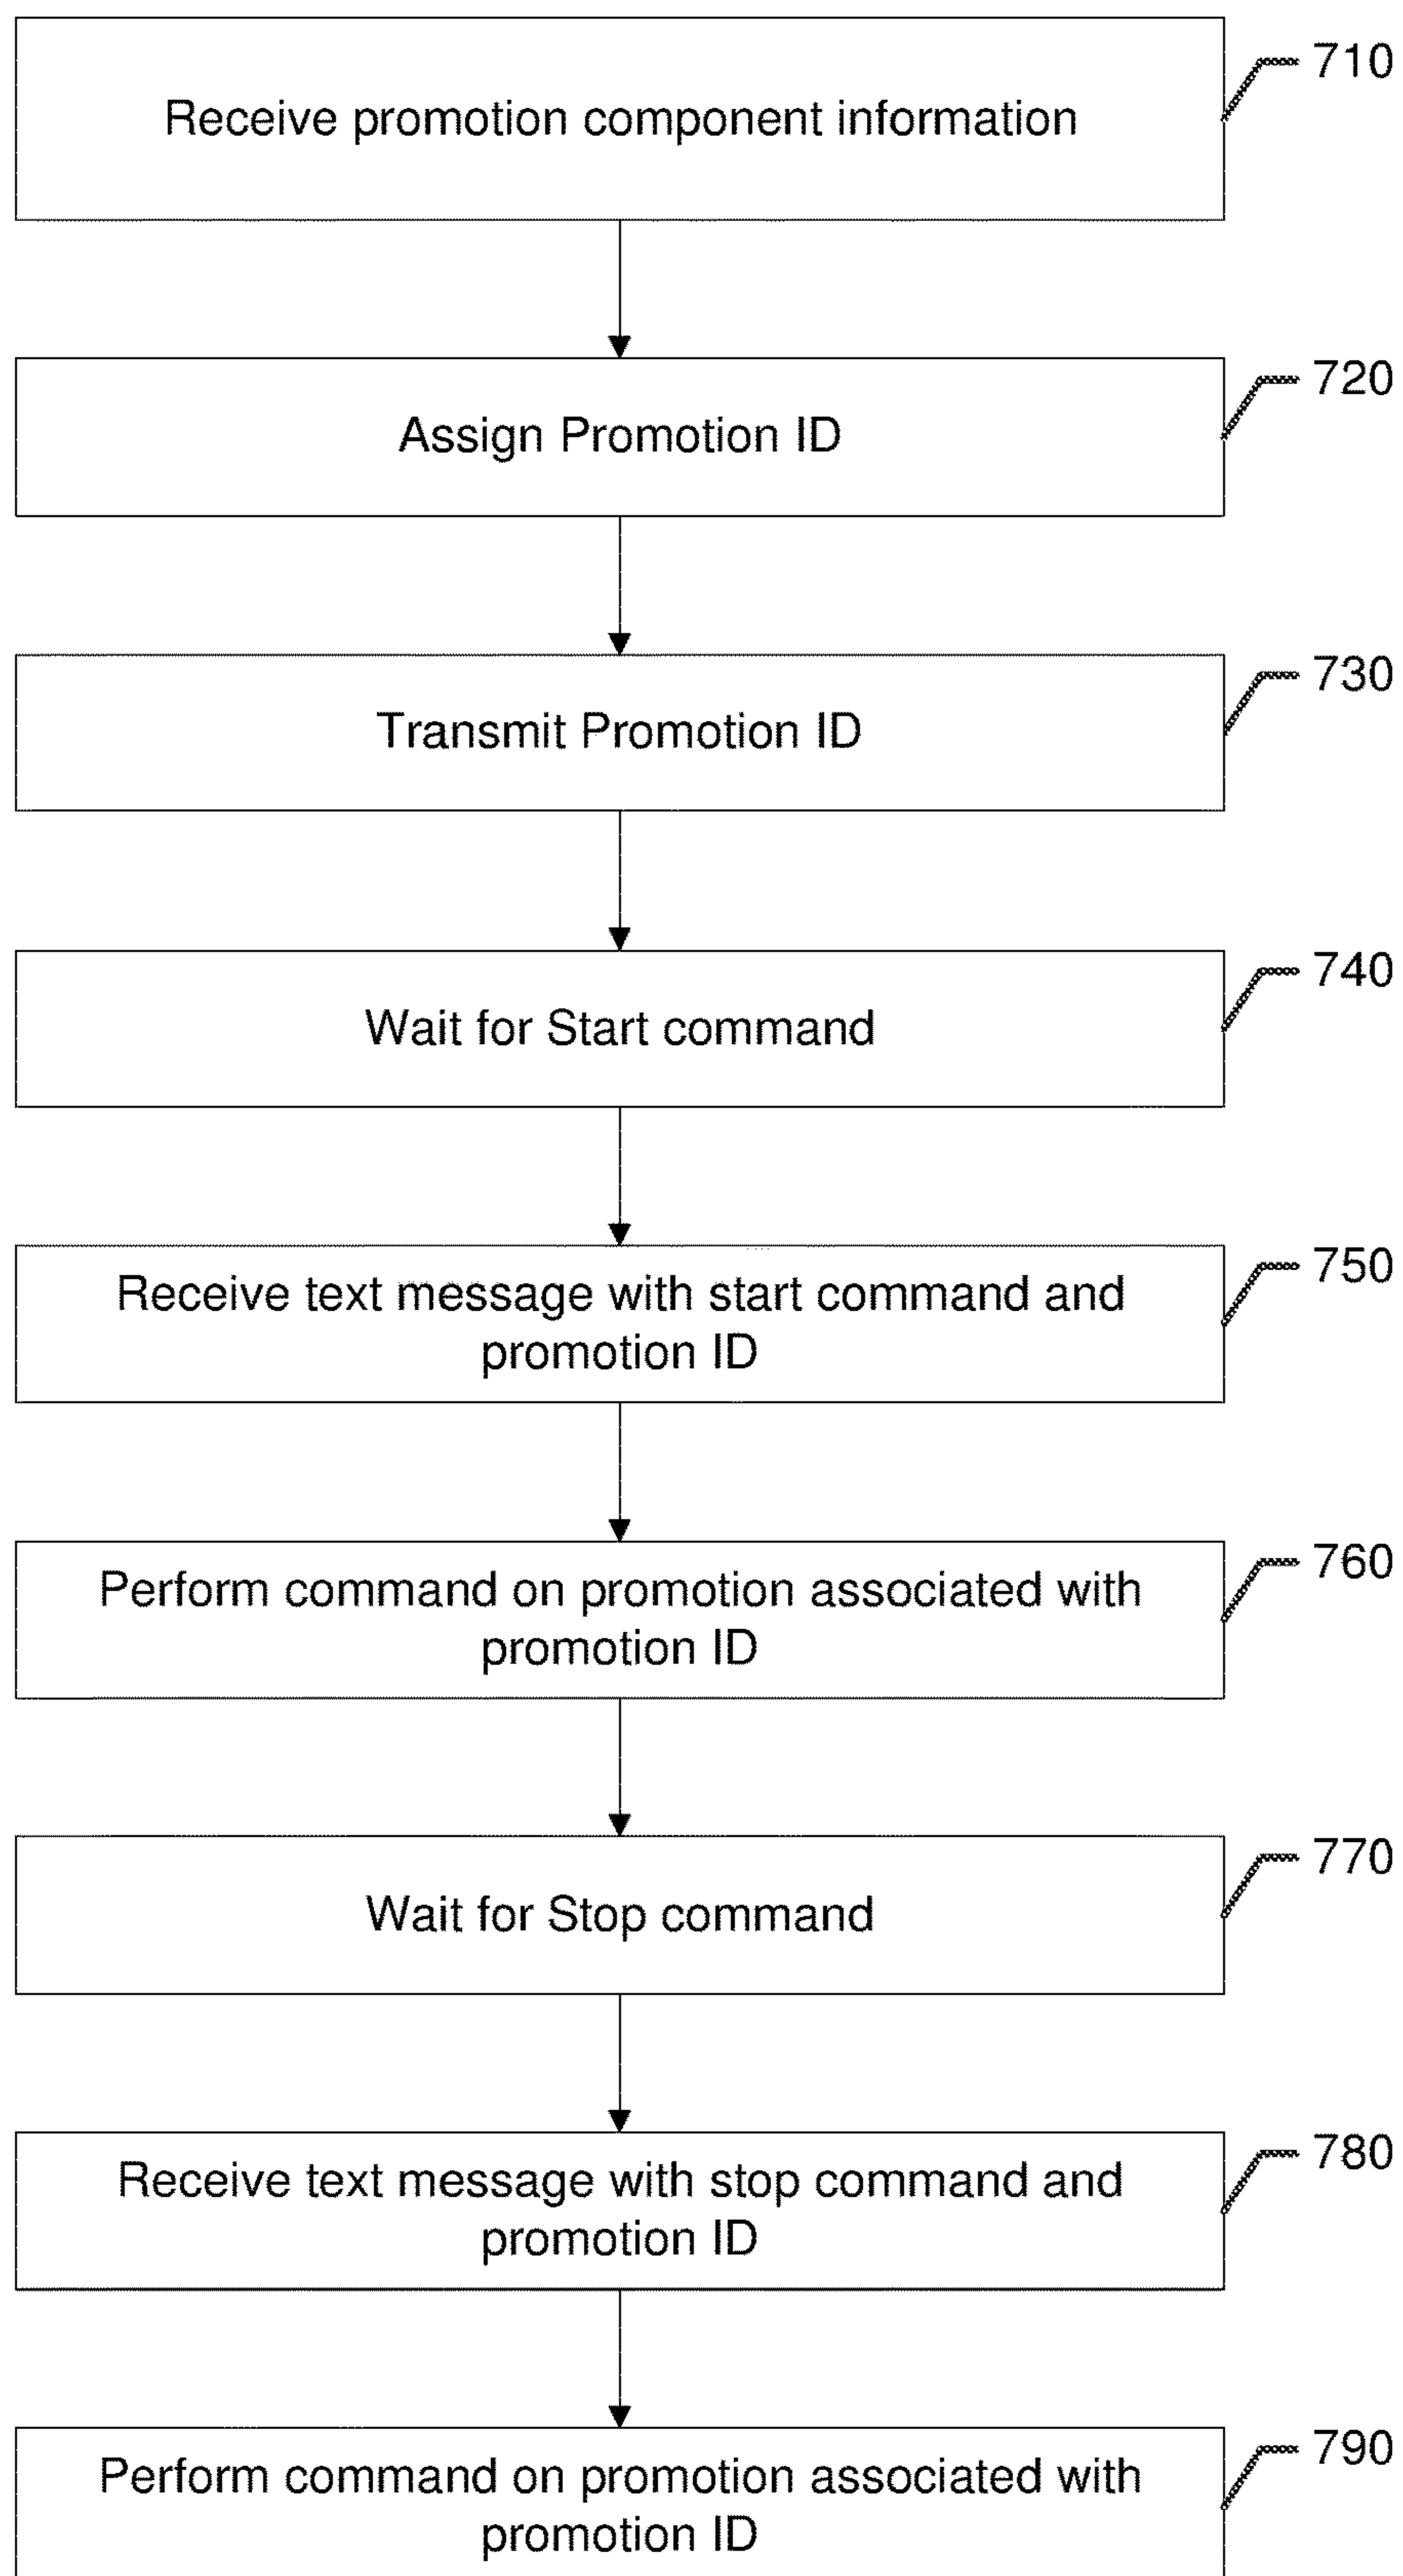 Receive promotion component information
710
Assign Promotion ID
720
Transmit Promotion ID
730
Wait for Start command
740
Receive text message with start command and
promotion ID
750
Perform command on promotion associated with
promotion ID
760
Wait for Stop command
770
Receive text message with stop command and
promotion ID
780
Perform command on promotion associated with
promotion ID
790